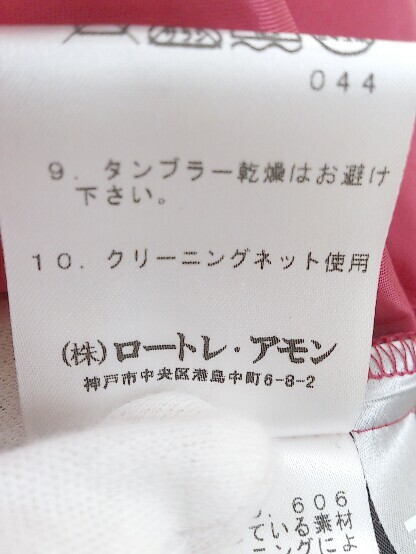 044
9. タンブラー乾燥はお避け
下さい。
10. クリーニングネット使用
(株)ロートレ・アモン
神戸市中央区港島中町6-8-2
606
ている素材
ニングによ